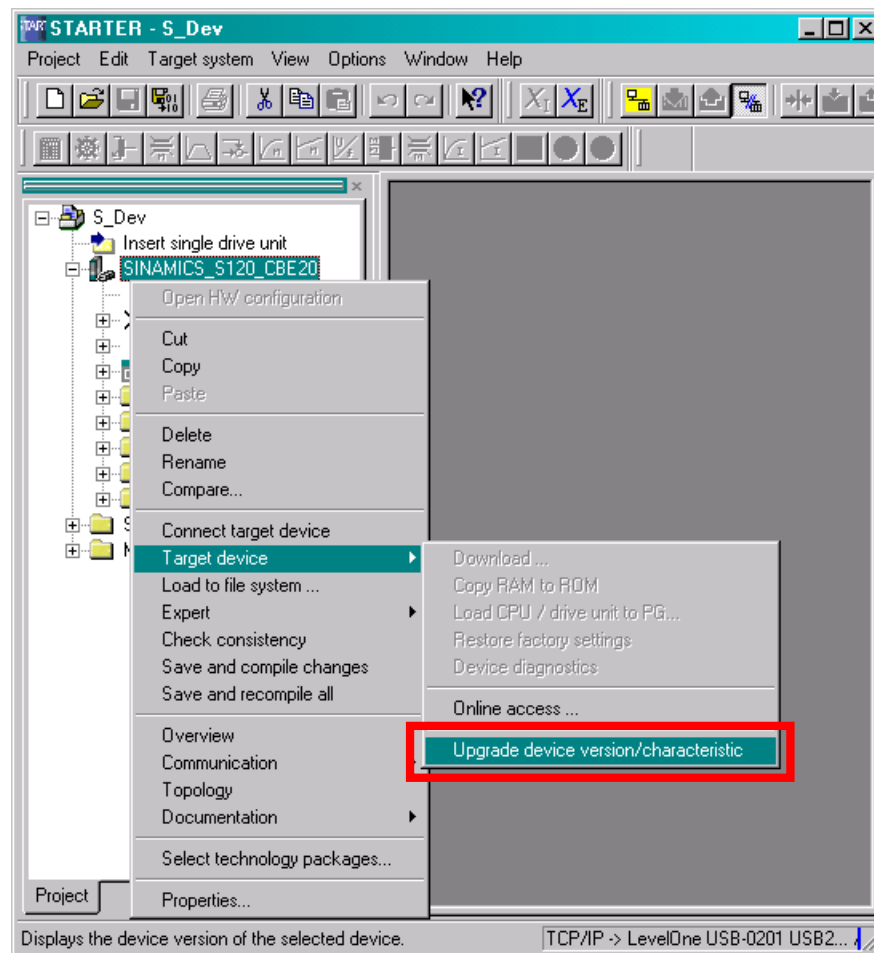 STARTER - S_Dev
Project Edit Target system View Options Window Help
S_Dev
Insert single drive unit
SINAMICS_S120_CBE20
Open HW configuration
Cut
Copy
Paste
Delete
Rename
Compare...
Connect target device
Target device
Load to file system ...
Expert
Check consistency
Save and compile changes
Save and recompile all
Overview
Communication
Topology
Documentation
Select technology packages...
Properties...
Download ...
Copy RAM to ROM
Load CPU / drive unit to PG...
Restore factory settings
Device diagnostics
Online access ...
Upgrade device version/characteristic
Project
Displays the device version of the selected device.
TCP/IP -> LevelOne USB-0201 USB2...